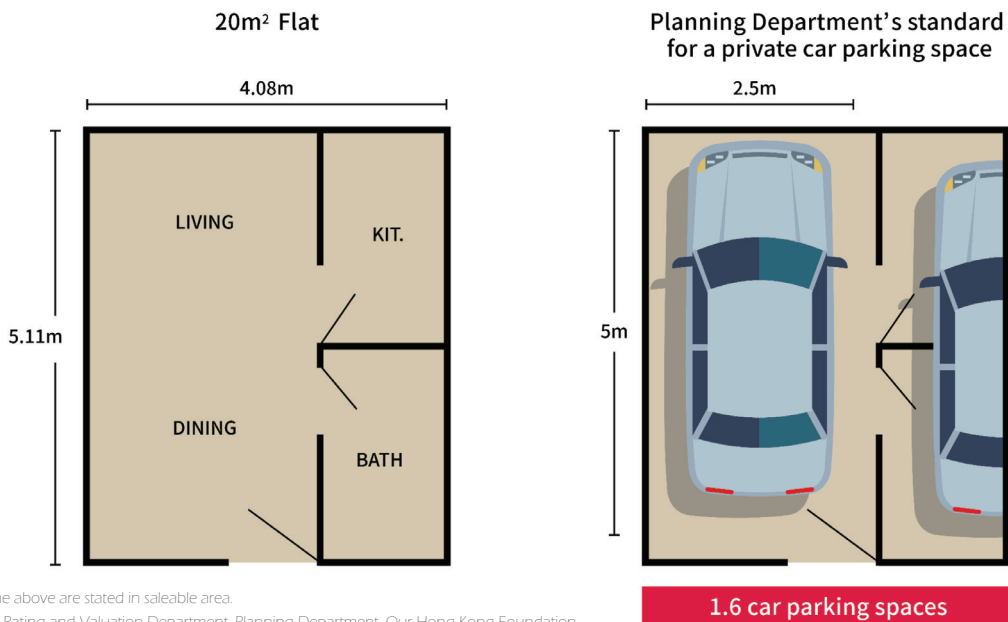 20m² Flat
Planning Department's standard
for a private car parking space
4.08m
2.5m
LIVING
KIT.
5.11m
5m
DINING
BATH
above are stated in saleable area.
Rating and Valuation Department, Planning Department, Our Hong Kong Foundation
1.6 car parking spaces